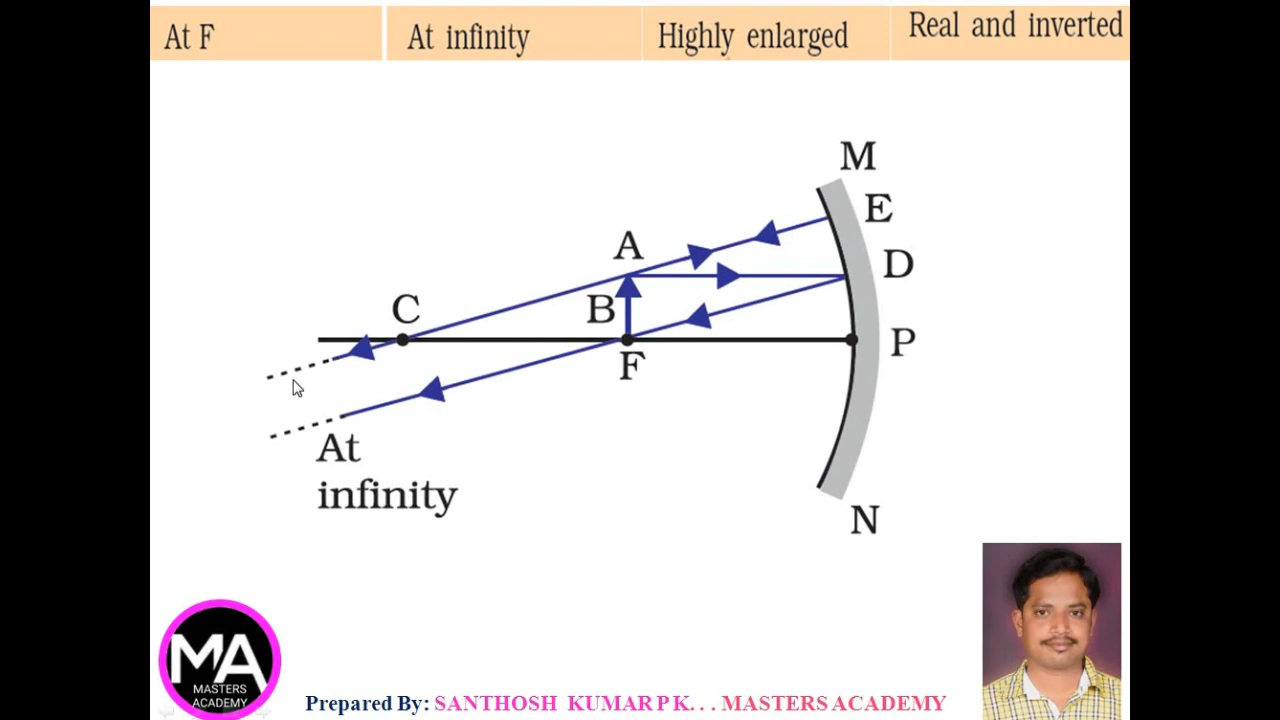 At F
At infinity
Highly enlarged
Real and inverted
M
E
A
D
C
B
P
F
At
infinity
N
MA
MASTERS
ACADEMY
Prepared By: SANTHOSH KUMAR P K. . . MASTERS ACADEMY